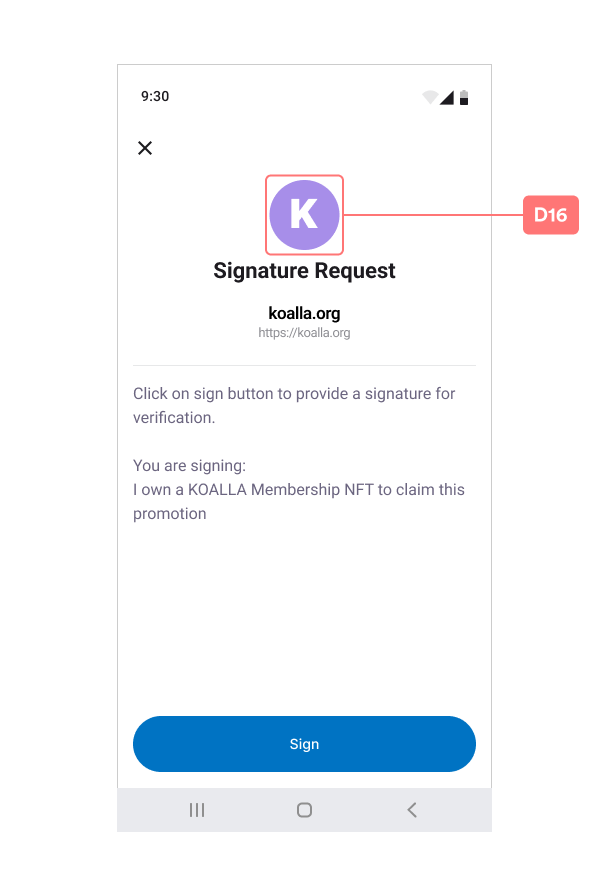 9:30
K
D16
Signature Request
koalla.org
https://koalla.org
Click on sign button to provide a signature for
verification.
You are signing:
I own a KOALLA Membership NFT to claim this
promotion
Sign